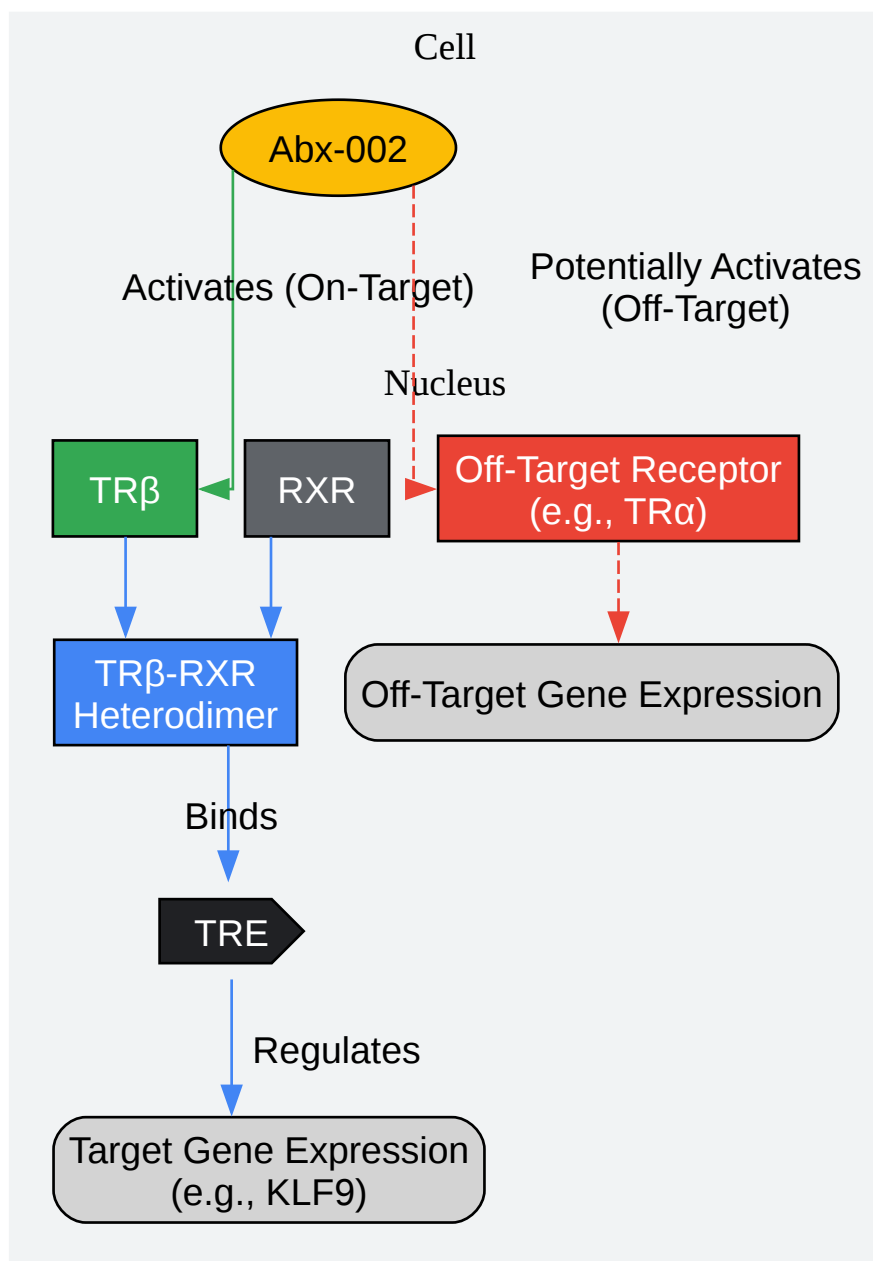 Cell
Abx-002
Activates (On-Target)
Potentially Activates
(Off-Target)
Nucleus
TRβ
RXR
Off-Target Receptor
(e.g., TRα)
TRβ-RXR
Heterodimer
Off-Target Gene Expression
Binds
TRE
Regulates
Target Gene Expression
(e.g., KLF9)